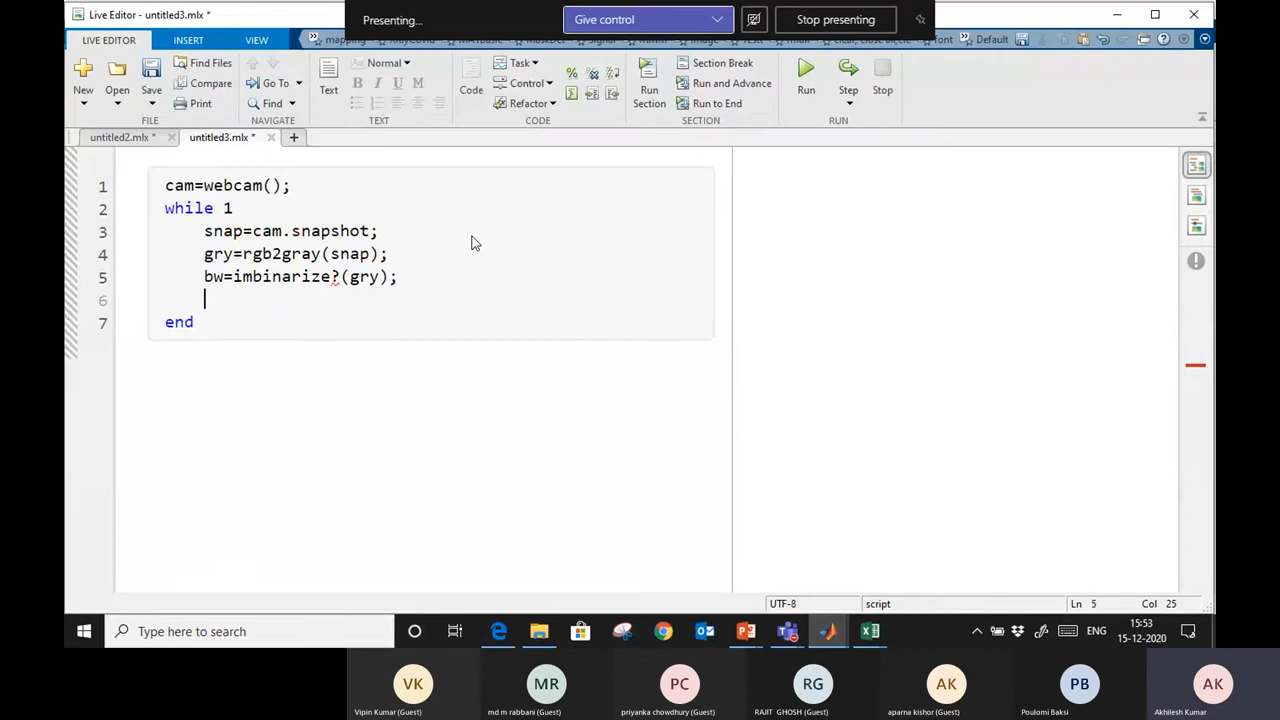 Live Editor - untitled3.mlx *
Presenting...
Give control
Stop presenting
LIVE EDITOR
INSERT
VIEW
mapping
font
Default
New
Open
Save
Find Files
Compare
Print
FILE
Go To
Find
NAVIGATE
Text
Normal
B I U M
TEXT
Code
Task
Control
Refactor
CODE
Run Section
Section Break
Run and Advance
Run to End
SECTION
Run
Step
Stop
RUN
untitled2.mlx *
untitled3.mlx *
1 cam=webcam();
2 while 1
3 snap=cam.snapshot;
4 gry=rgb2gray(snap);
5 bw=imbinarize?(gry);
6
7 end
UTF-8
script
Ln 5 Col 25
Type here to search
ENG
15:53
15-12-2020
VK
Vipin Kumar (Guest)
MR
md m rabbani (Guest)
PC
priyanka chowdhury (Guest)
RG
RAJIT GHOSH (Guest)
AK
aparna kishor (Guest)
PB
Poulomi Baksi
AK
Akhilesh Kumar